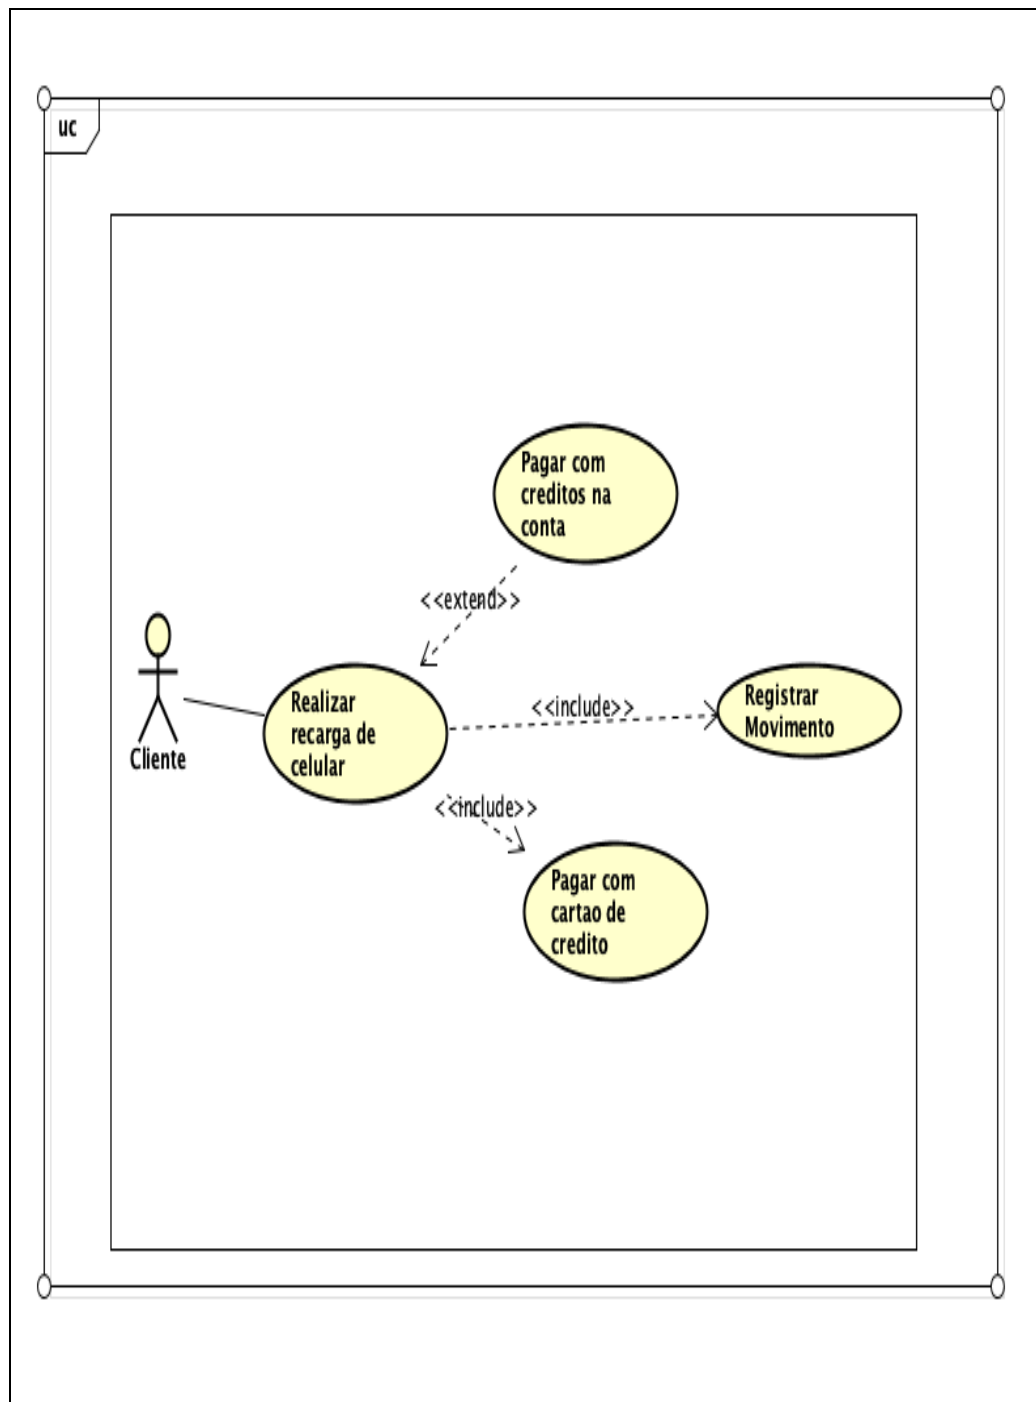 uc
Pagar com
creditos na
conta
<<extend>>
Cliente
Realizar
recarga de
celular
<<include>>
Registrar
Movimento
<<include>>
Pagar com
cartao de
credito